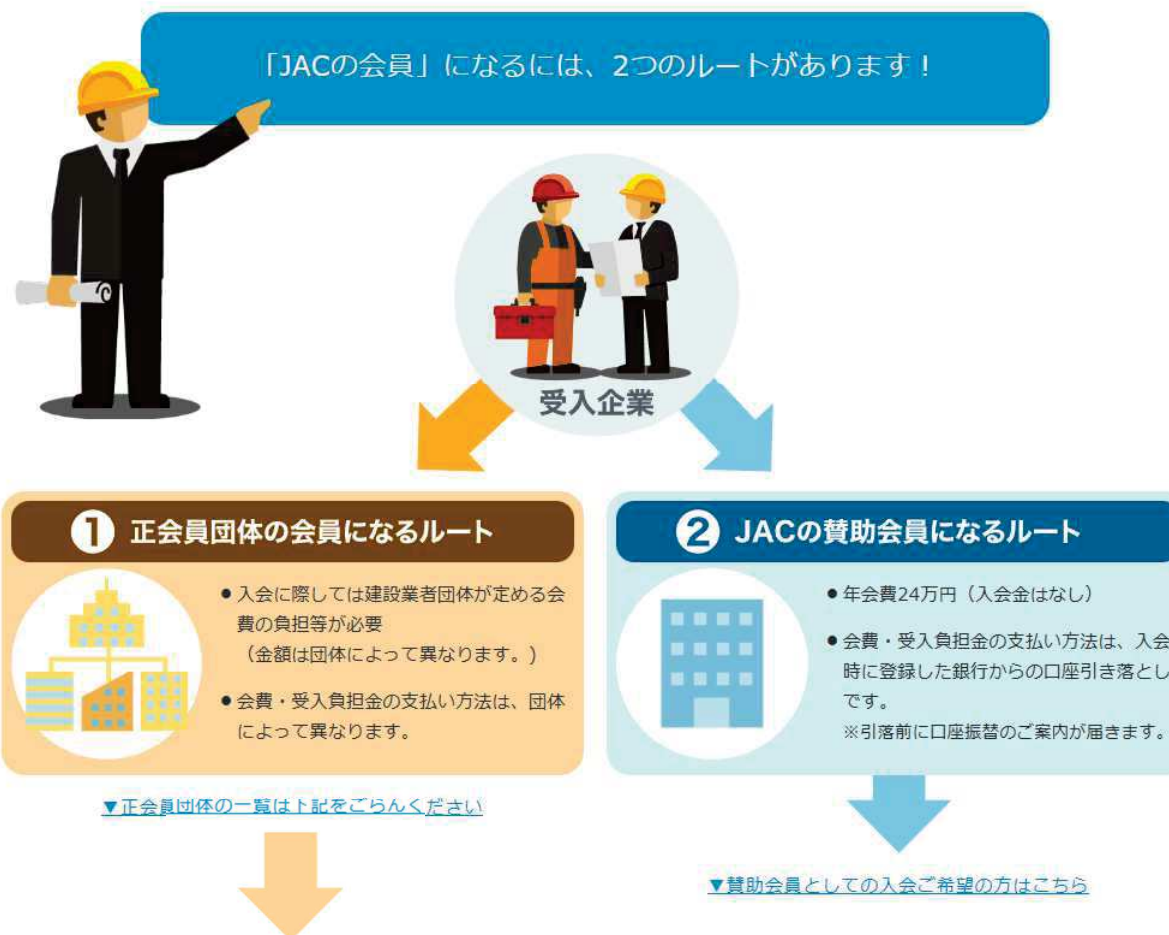 「JACの会員」になるには、2つのルートがあります！
受入企業
1 正会員団体の会員になるルート
● 入会に際しては建設業者団体が定める会
費の負担等が必要
（金額は団体によって異なります。)
● 会費・受入負担金の支払い方法は、団体
によって異なります。
▼正会員団体の一覧は下記をごらんください
2 JACの賛助会員になるルート
● 年会費24万円（入会金はなし）
● 会費・受入負担金の支払い方法は、入会
時に登録した銀行からの口座引き落とし
です。
※引落前に口座振替のご案内が届きます。
▼賛助会員としての入会ご希望の方はこちら